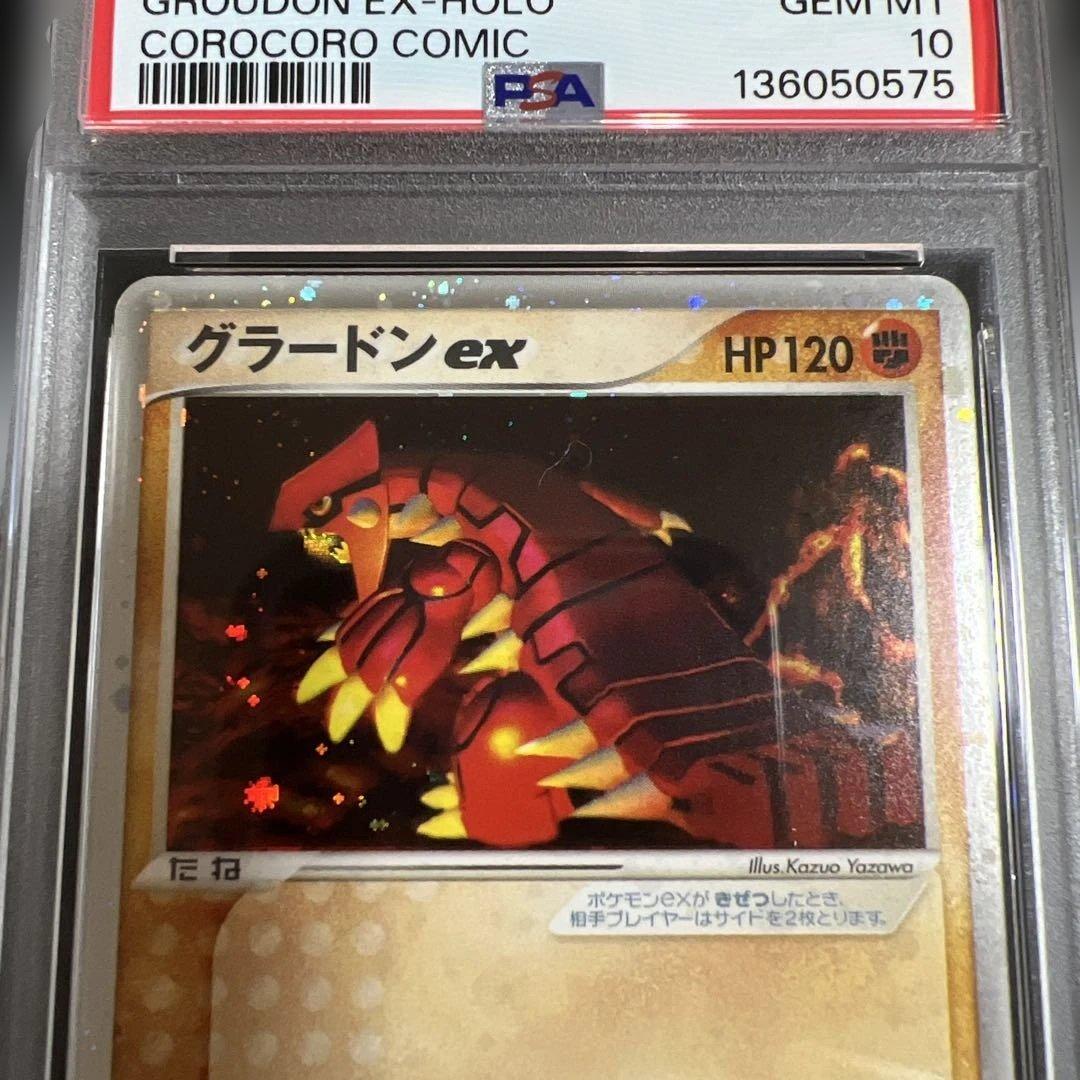 GROUDON EX-HOLO
GEM MT
COROCORO COMIC
10
PSA
136050575
グラードンex
HP120
たね
Illus.Kazuo Yazawa
ポケモンexが きぜつしたとき、
相手プレイヤーはサイドを2枚とります。